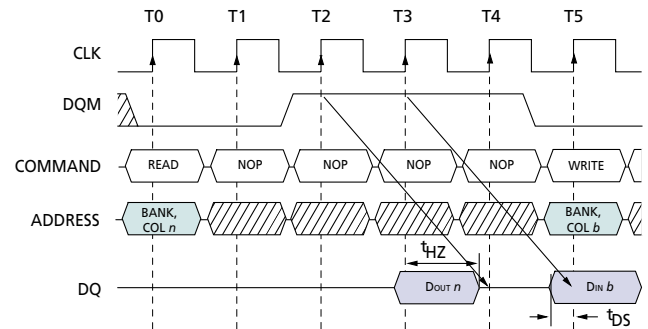 T0 T1 T2 T3 T4 T5
CLK
DQM
COMMAND READ NOP NOP NOP NOP WRITE
ADDRESS BANK, COL n BANK, COL b
tHZ
DQ DOUT n DIN b
tDS